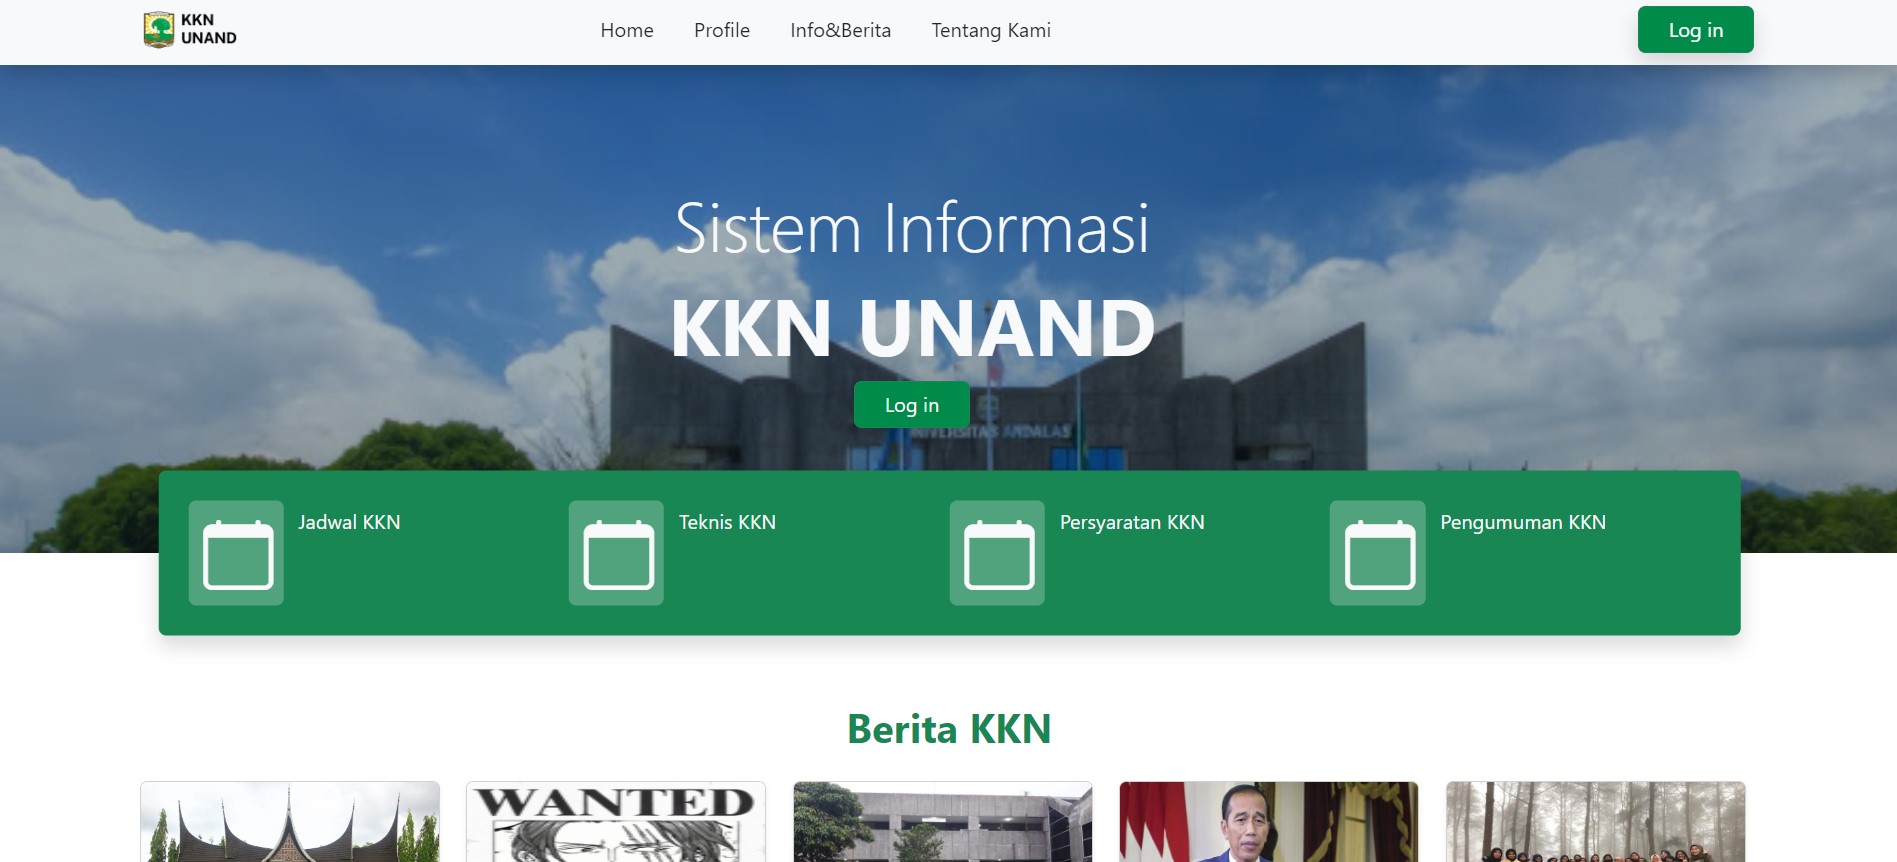 KKN
UNAND
Home
Profile
Info&Berita
Tentang Kami
Log in
Sistem Informasi
KKN UNAND
Log in
UNIVERSITAS ANDALAS
Jadwal KKN
Teknis KKN
Persyaratan KKN
Pengumuman KKN
Berita KKN
WANTED